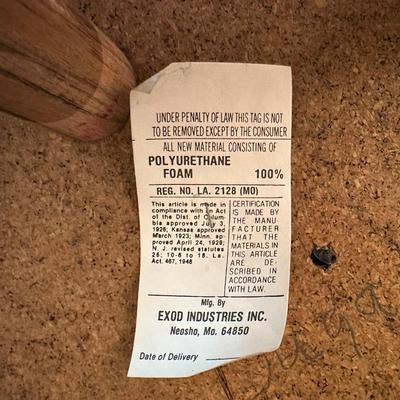 UNDER PENALTY OF LAW THIS TAG IS NOT
TO BE REMOVED EXCEPT BY THE CONSUMER
ALL NEW MATERIAL CONSISTING OF
POLYURETHANE
FOAM 100%
REG. NO. LA. 2128 (MO)
This article is made in
compliance with an Act
of the Dist. of Colum-
bia approved July 3,
1926; Kansas approved
March 1923; Minn. ap-
proved April 24, 1929;
N. J. revised statutes
26; 10-6 to 18. La.
Act. 467, 1948
CERTIFICATION
IS MADE BY
THE MANU-
FACTURER
THAT THE
MATERIALS IN
THIS ARTICLE
ARE DE-
SCRIBED IN
ACCORDANCE
WITH LAW.
Mfg. By
EXOD INDUSTRIES INC.
Neosho, Mo. 64850
Date of Delivery